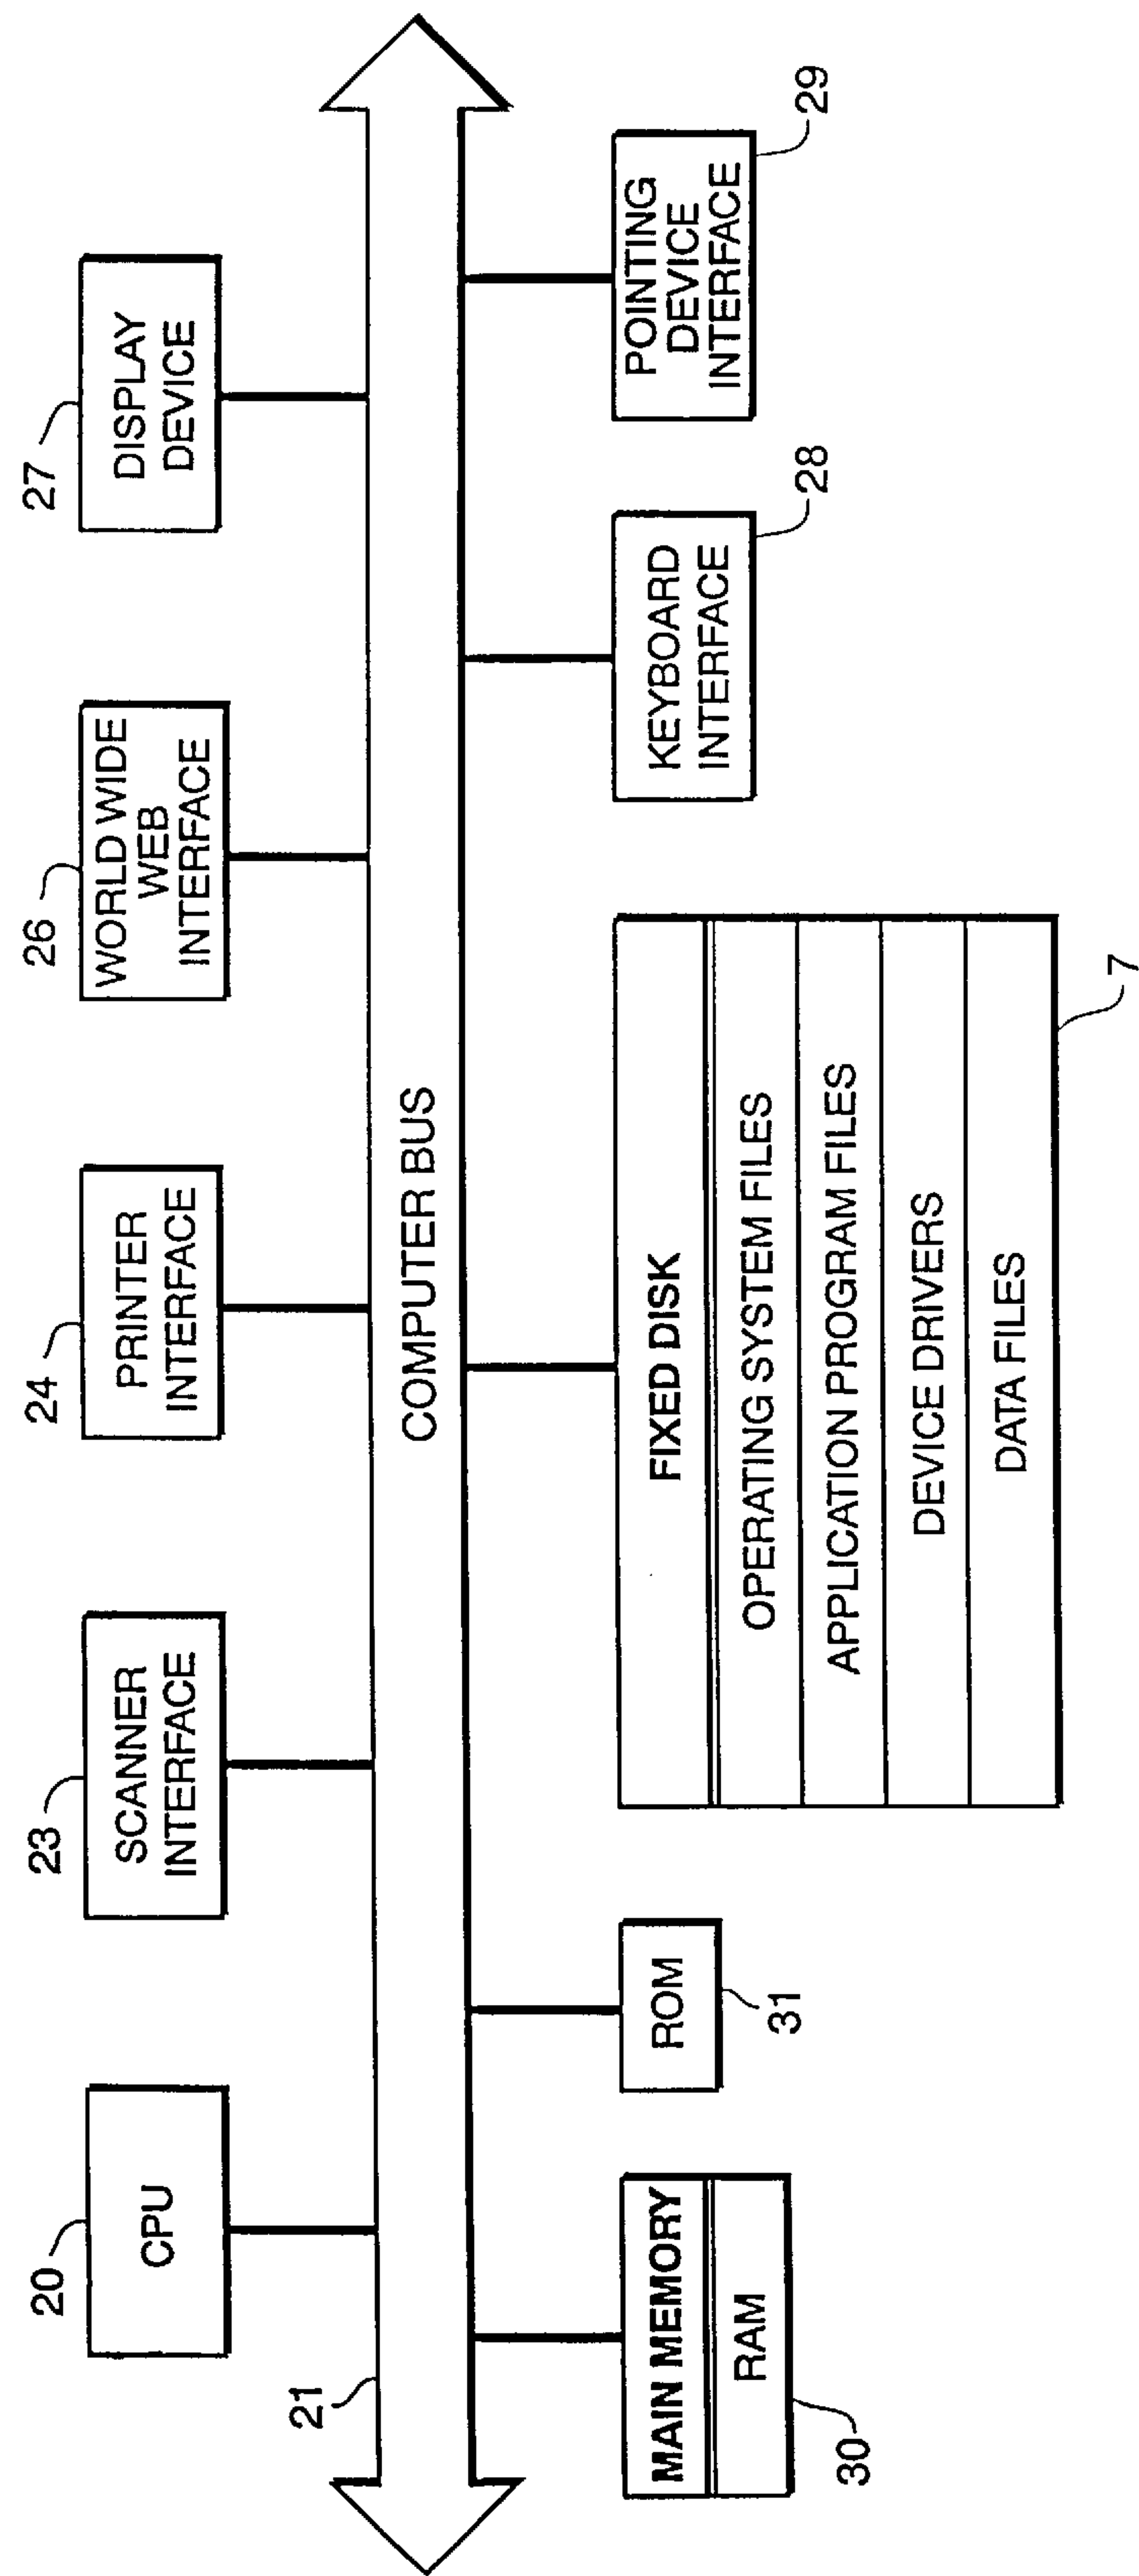 20
CPU
23
SCANNER
INTERFACE
24
PRINTER
INTERFACE
26
WORLD WIDE
WEB
INTERFACE
27
DISPLAY
DEVICE
21
COMPUTER BUS
MAIN MEMORY
RAM
30
ROM
31
FIXED DISK
OPERATING SYSTEM FILES
APPLICATION PROGRAM FILES
DEVICE DRIVERS
DATA FILES
7
KEYBOARD
INTERFACE
28
POINTING
DEVICE
INTERFACE
29